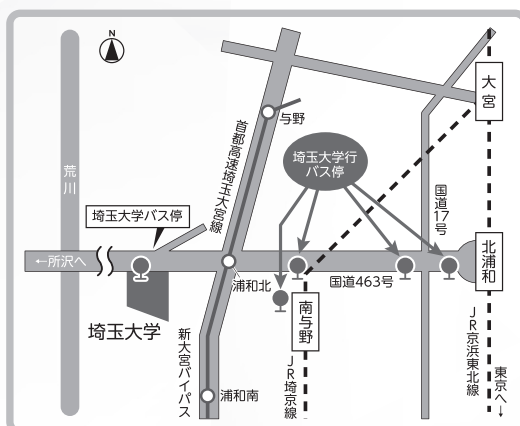 N
大宮
与野
首都高速埼玉大宮線
埼玉大学行
バス停
荒川
国道17号
埼玉大学バス停
←所沢へ
北浦和
浦和北
国道463号
埼玉大学
南与野
新大宮バイパス
JR埼京線
JR京浜東北線
東京へ→
浦和南